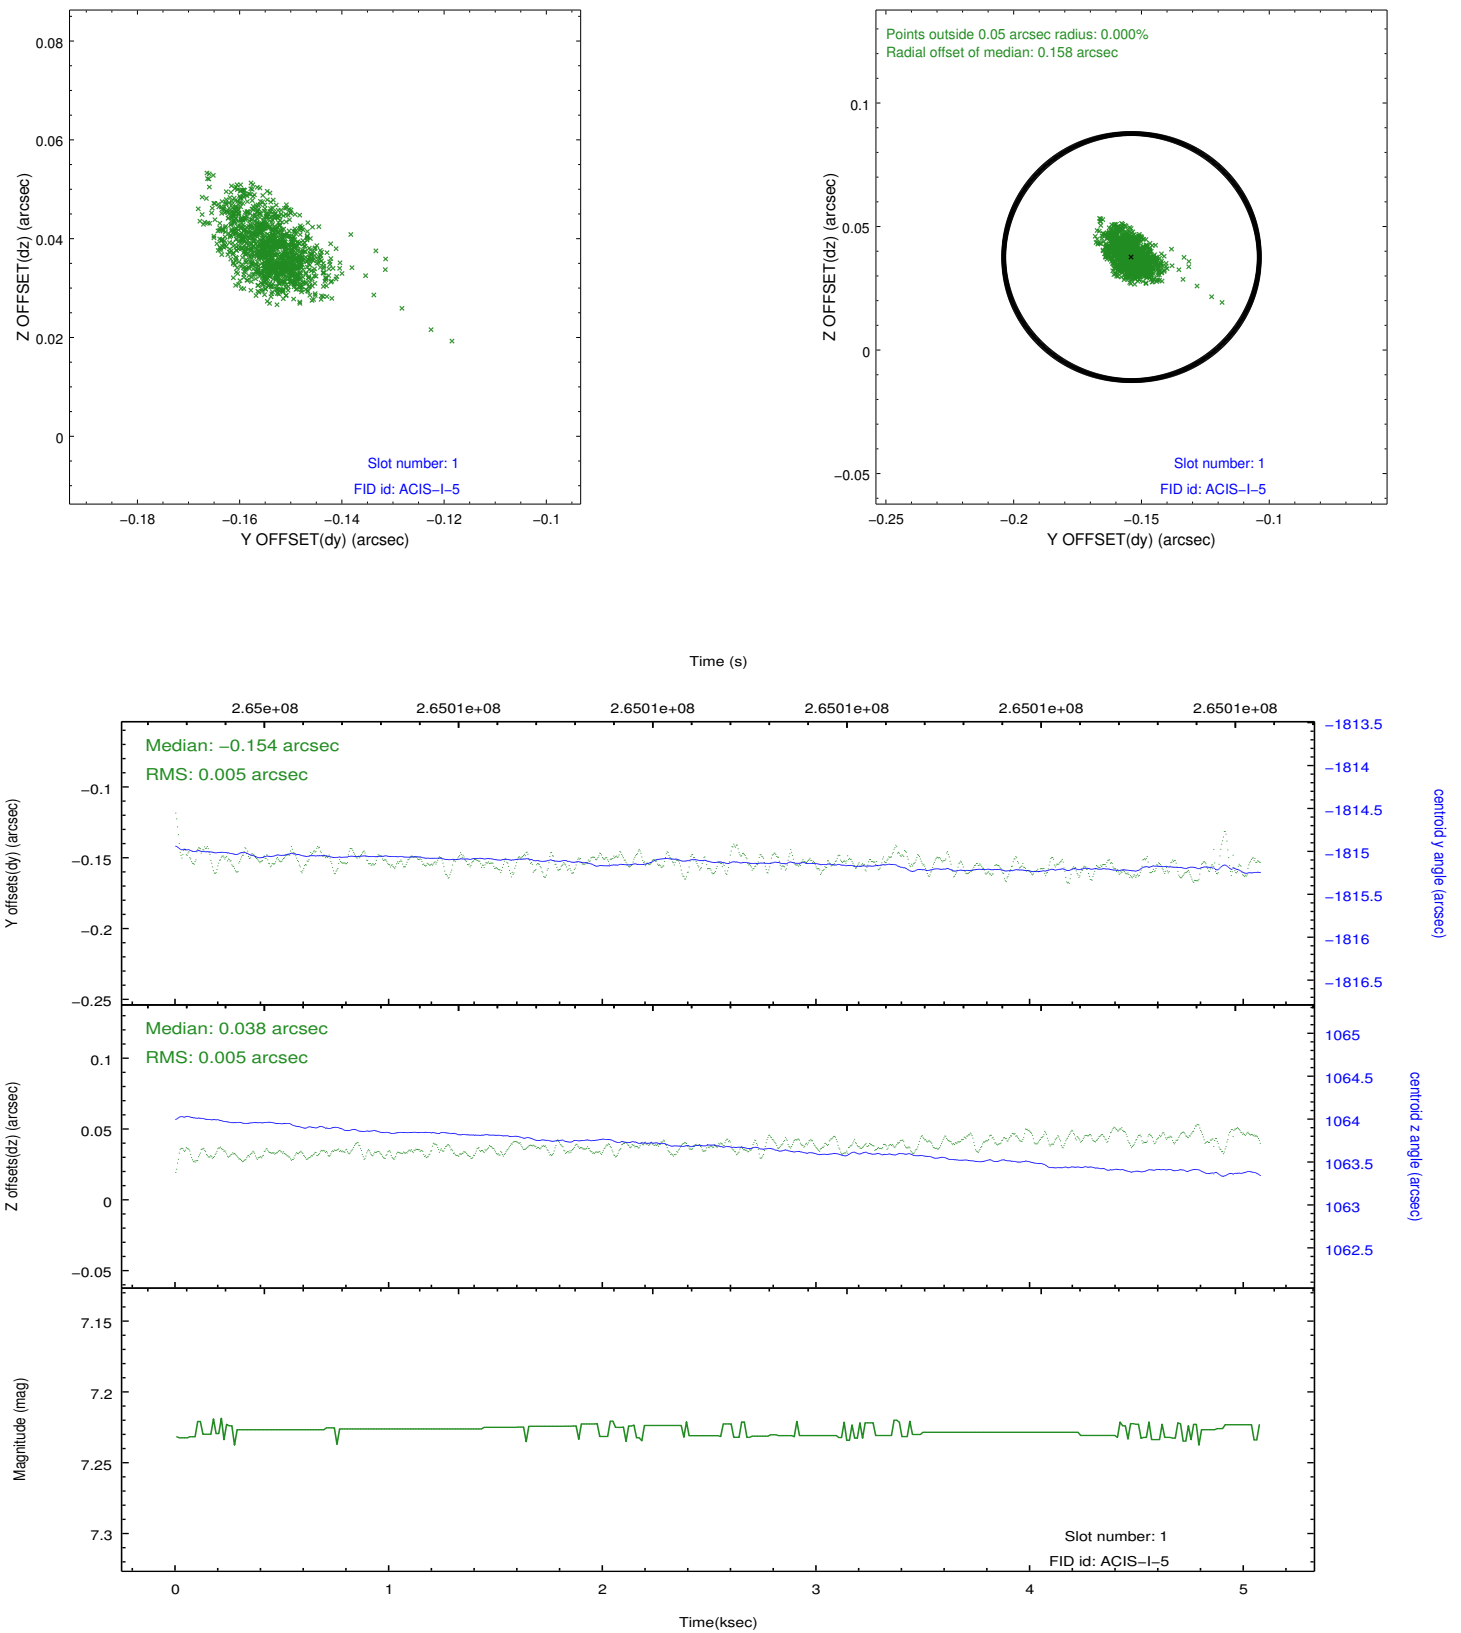 0.08
0.06
0.04
0.02
0
Z OFFSET(dz) (arcsec)
Slot number: 1
FID id: ACIS−I−5
−0.18 −0.16 −0.14 −0.12 −0.1
Y OFFSET(dy) (arcsec)
Points outside 0.05 arcsec radius: 0.000%
Radial offset of median: 0.158 arcsec
0.1
0.05
0
−0.05
Z OFFSET(dz) (arcsec)
Slot number: 1
FID id: ACIS−I−5
−0.25 −0.2 −0.15 −0.1
Y OFFSET(dy) (arcsec)
Time (s)
2.65e+08 2.6501e+08 2.6501e+08 2.6501e+08 2.6501e+08 2.6501e+08
Median: −0.154 arcsec
RMS: 0.005 arcsec
−0.1
−0.15
−0.2
−0.25
Y offsets(dy) (arcsec)
−1813.5
−1814
−1814.5
−1815
−1815.5
−1816
−1816.5
centroid y angle (arcsec)
Median: 0.038 arcsec
RMS: 0.005 arcsec
0.1
0.05
0
−0.05
Z offsets(dz) (arcsec)
1065
1064.5
1064
1063.5
1063
1062.5
centroid z angle (arcsec)
7.15
7.2
7.25
7.3
Magnitude (mag)
Slot number: 1
FID id: ACIS−I−5
0 1 2 3 4 5
Time(ksec)